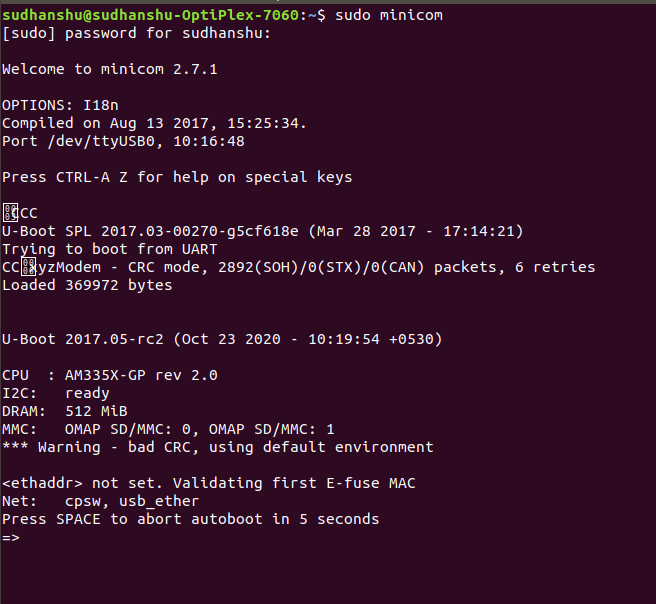 sudhanshu@sudhanshu-OptiPlex-7060:~$ sudo minicom
[sudo] password for sudhanshu:
Welcome to minicom 2.7.1
OPTIONS: I18n
Compiled on Aug 13 2017, 15:25:34.
Port /dev/ttyUSB0, 10:16:48
Press CTRL-A Z for help on special keys
CCC
U-Boot SPL 2017.03-00270-g5cf618e (Mar 28 2017 - 17:14:21)
Trying to boot from UART
CCxyzModem - CRC mode, 2892(SOH)/0(STX)/0(CAN) packets, 6 retries
Loaded 369972 bytes
U-Boot 2017.05-rc2 (Oct 23 2020 - 10:19:54 +0530)
CPU  : AM335X-GP rev 2.0
I2C:   ready
DRAM:  512 MiB
MMC:   OMAP SD/MMC: 0, OMAP SD/MMC: 1
*** Warning - bad CRC, using default environment
<ethaddr> not set. Validating first E-fuse MAC
Net:   cpsw, usb_ether
Press SPACE to abort autoboot in 5 seconds
=>